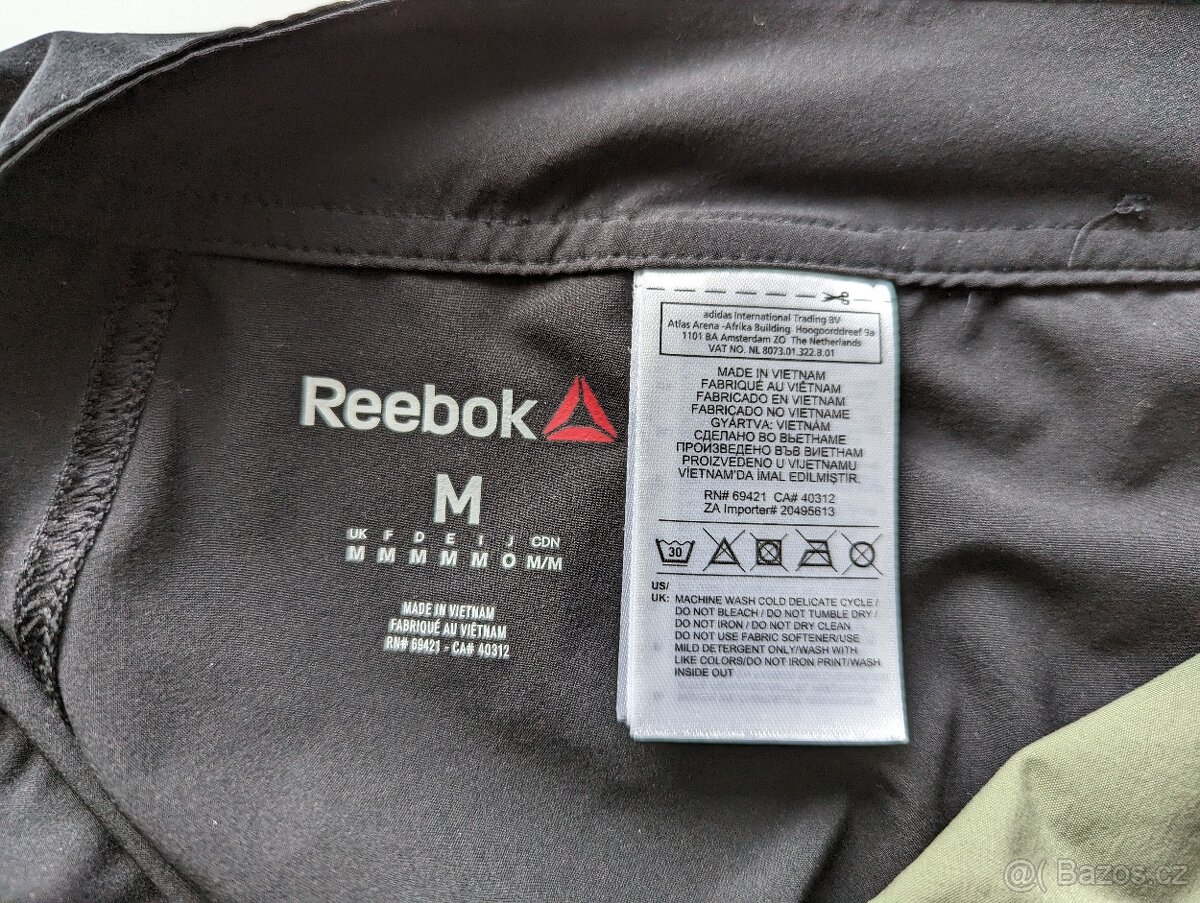 Reebok
M
UK F D E I J CDN
M M M M M O M/M
MADE IN VIETNAM
FABRIQUÉ AU VIÊTNAM
RN# 69421 - CA# 40312
adidas International Trading BV
Atlas Arena -Afrika Building Hoogoorddreef 9a
1101 BA Amsterdam ZO The Netherlands
VAT NO. NL 8073.01.322.B.01
MADE IN VIETNAM
FABRIQUÉ AU VIÊTNAM
FABRICADO EN VIETNAM
FABRICADO NO VIETNAME
GYÁRTVA: VIETNÁM
СДЕЛАНО ВО ВЬЕТНАМЕ
ПРОИЗВЕДЕНО ВЪВ ВИЕТНАМ
PROIZVEDENO U VIJETNAMU
VIETNAM'DA İMAL EDİLMİŞTİR.
RN# 69421 CA# 40312
ZA Importer# 20495613
30
US/
UK: MACHINE WASH COLD DELICATE CYCLE /
DO NOT BLEACH / DO NOT TUMBLE DRY /
DO NOT IRON / DO NOT DRY CLEAN
DO NOT USE FABRIC SOFTENER/USE
MILD DETERGENT ONLY/WASH WITH
LIKE COLORS/DO NOT IRON PRINT/WASH
INSIDE OUT
@( Bazos.cz